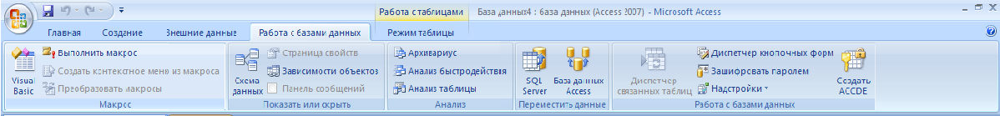 Работа с таблицами
База данных4 : база данных (Access 2007) - Microsoft Access
Главная Создание Внешние данные Работа с базами данных Режим таблицы
Visual Basic
Выполнить макрос
Создать контекстное меню из макроса
Преобразовать макросы
Макрос
Схема данных
Страница свойств
Зависимости объектов
Панель сообщений
Показать или скрыть
Архивариус
Анализ быстродействия
Анализ таблицы
Анализ
SQL Server
База данных Access
Переместить данные
Диспетчер связанных таблиц
Диспетчер кнопочных форм
Зашифровать паролем
Надстройки
Создать ACCDE
Работа с базами данных